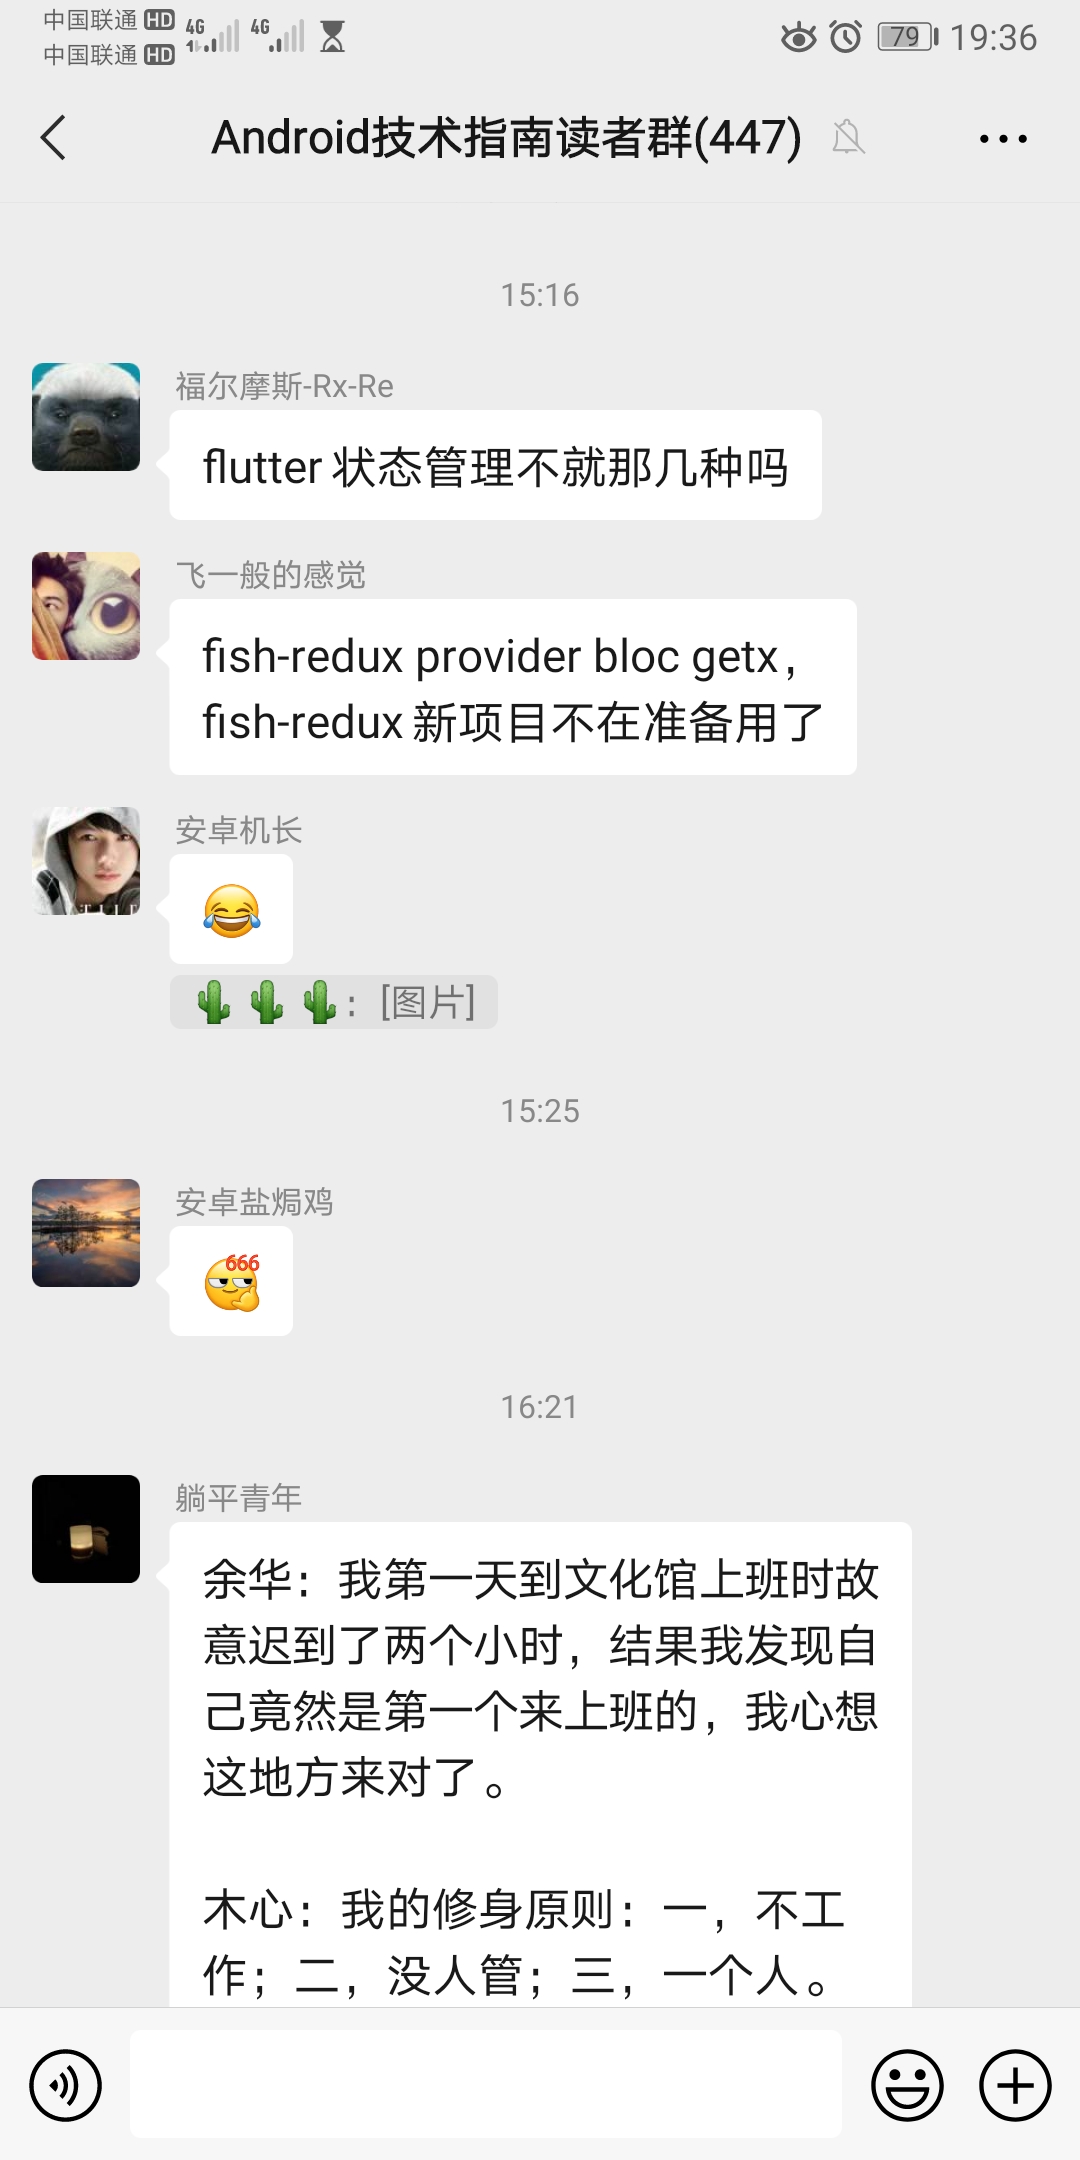 中国联通 HD 4G 4G 79 19:36
中国联通 HD
Android技术指南读者群(447)
15:16
福尔摩斯-Rx-Re
flutter 状态管理不就那几种吗
飞一般的感觉
fish-redux provider bloc getx，
fish-redux 新项目不在准备用了
安卓机长
：[图片]
15:25
安卓盐焗鸡
666
16:21
躺平青年
余华：我第一天到文化馆上班时故
意迟到了两个小时，结果我发现自
己竟然是第一个来上班的，我心想
这地方来对了。
木心：我的修身原则：一，不工
作；二，没人管；三，一个人。